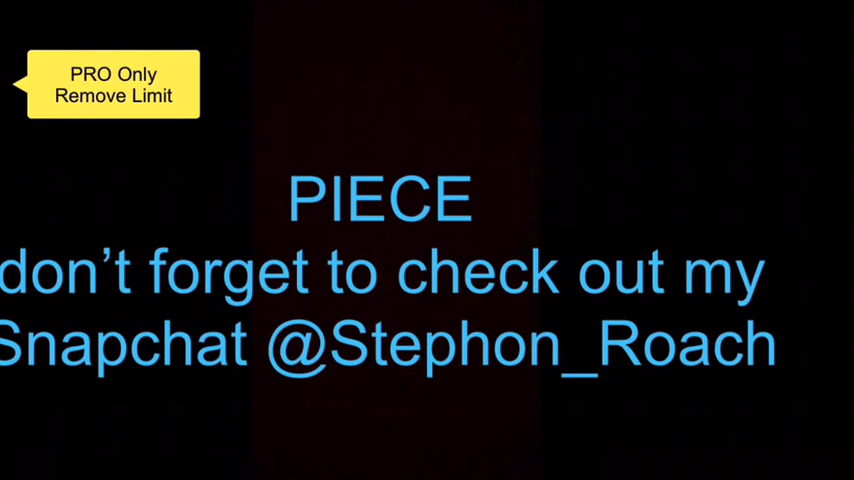 PRO Only
Remove Limit
PIECE
don’t forget to check out my
Snapchat @Stephon_Roach